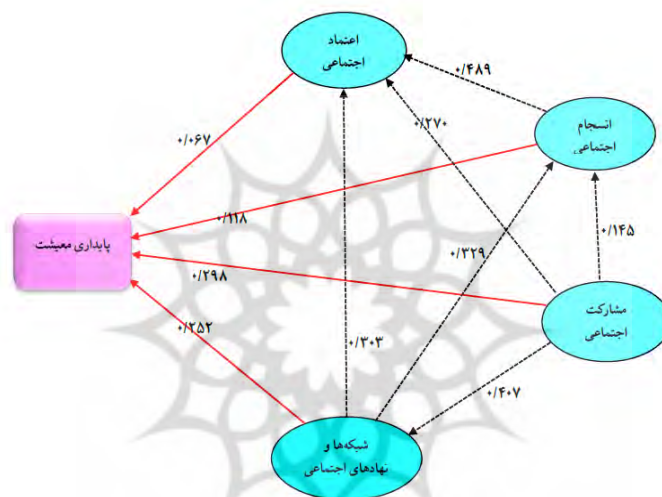 اعتماد
اجتماعی
۰/۴۸۹
۰/۲۷۰
انسجام
اجتماعی
۰/۰۶۷
۰/۱۱۸
پایداری معیشت
۰/۳۲۹
۰/۱۴۵
۰/۲۹۸
مشارکت
اجتماعی
۰/۲۵۲
۰/۳۰۳
۰/۴۰۷
شبکه‌ها و
نهادهای اجتماعی